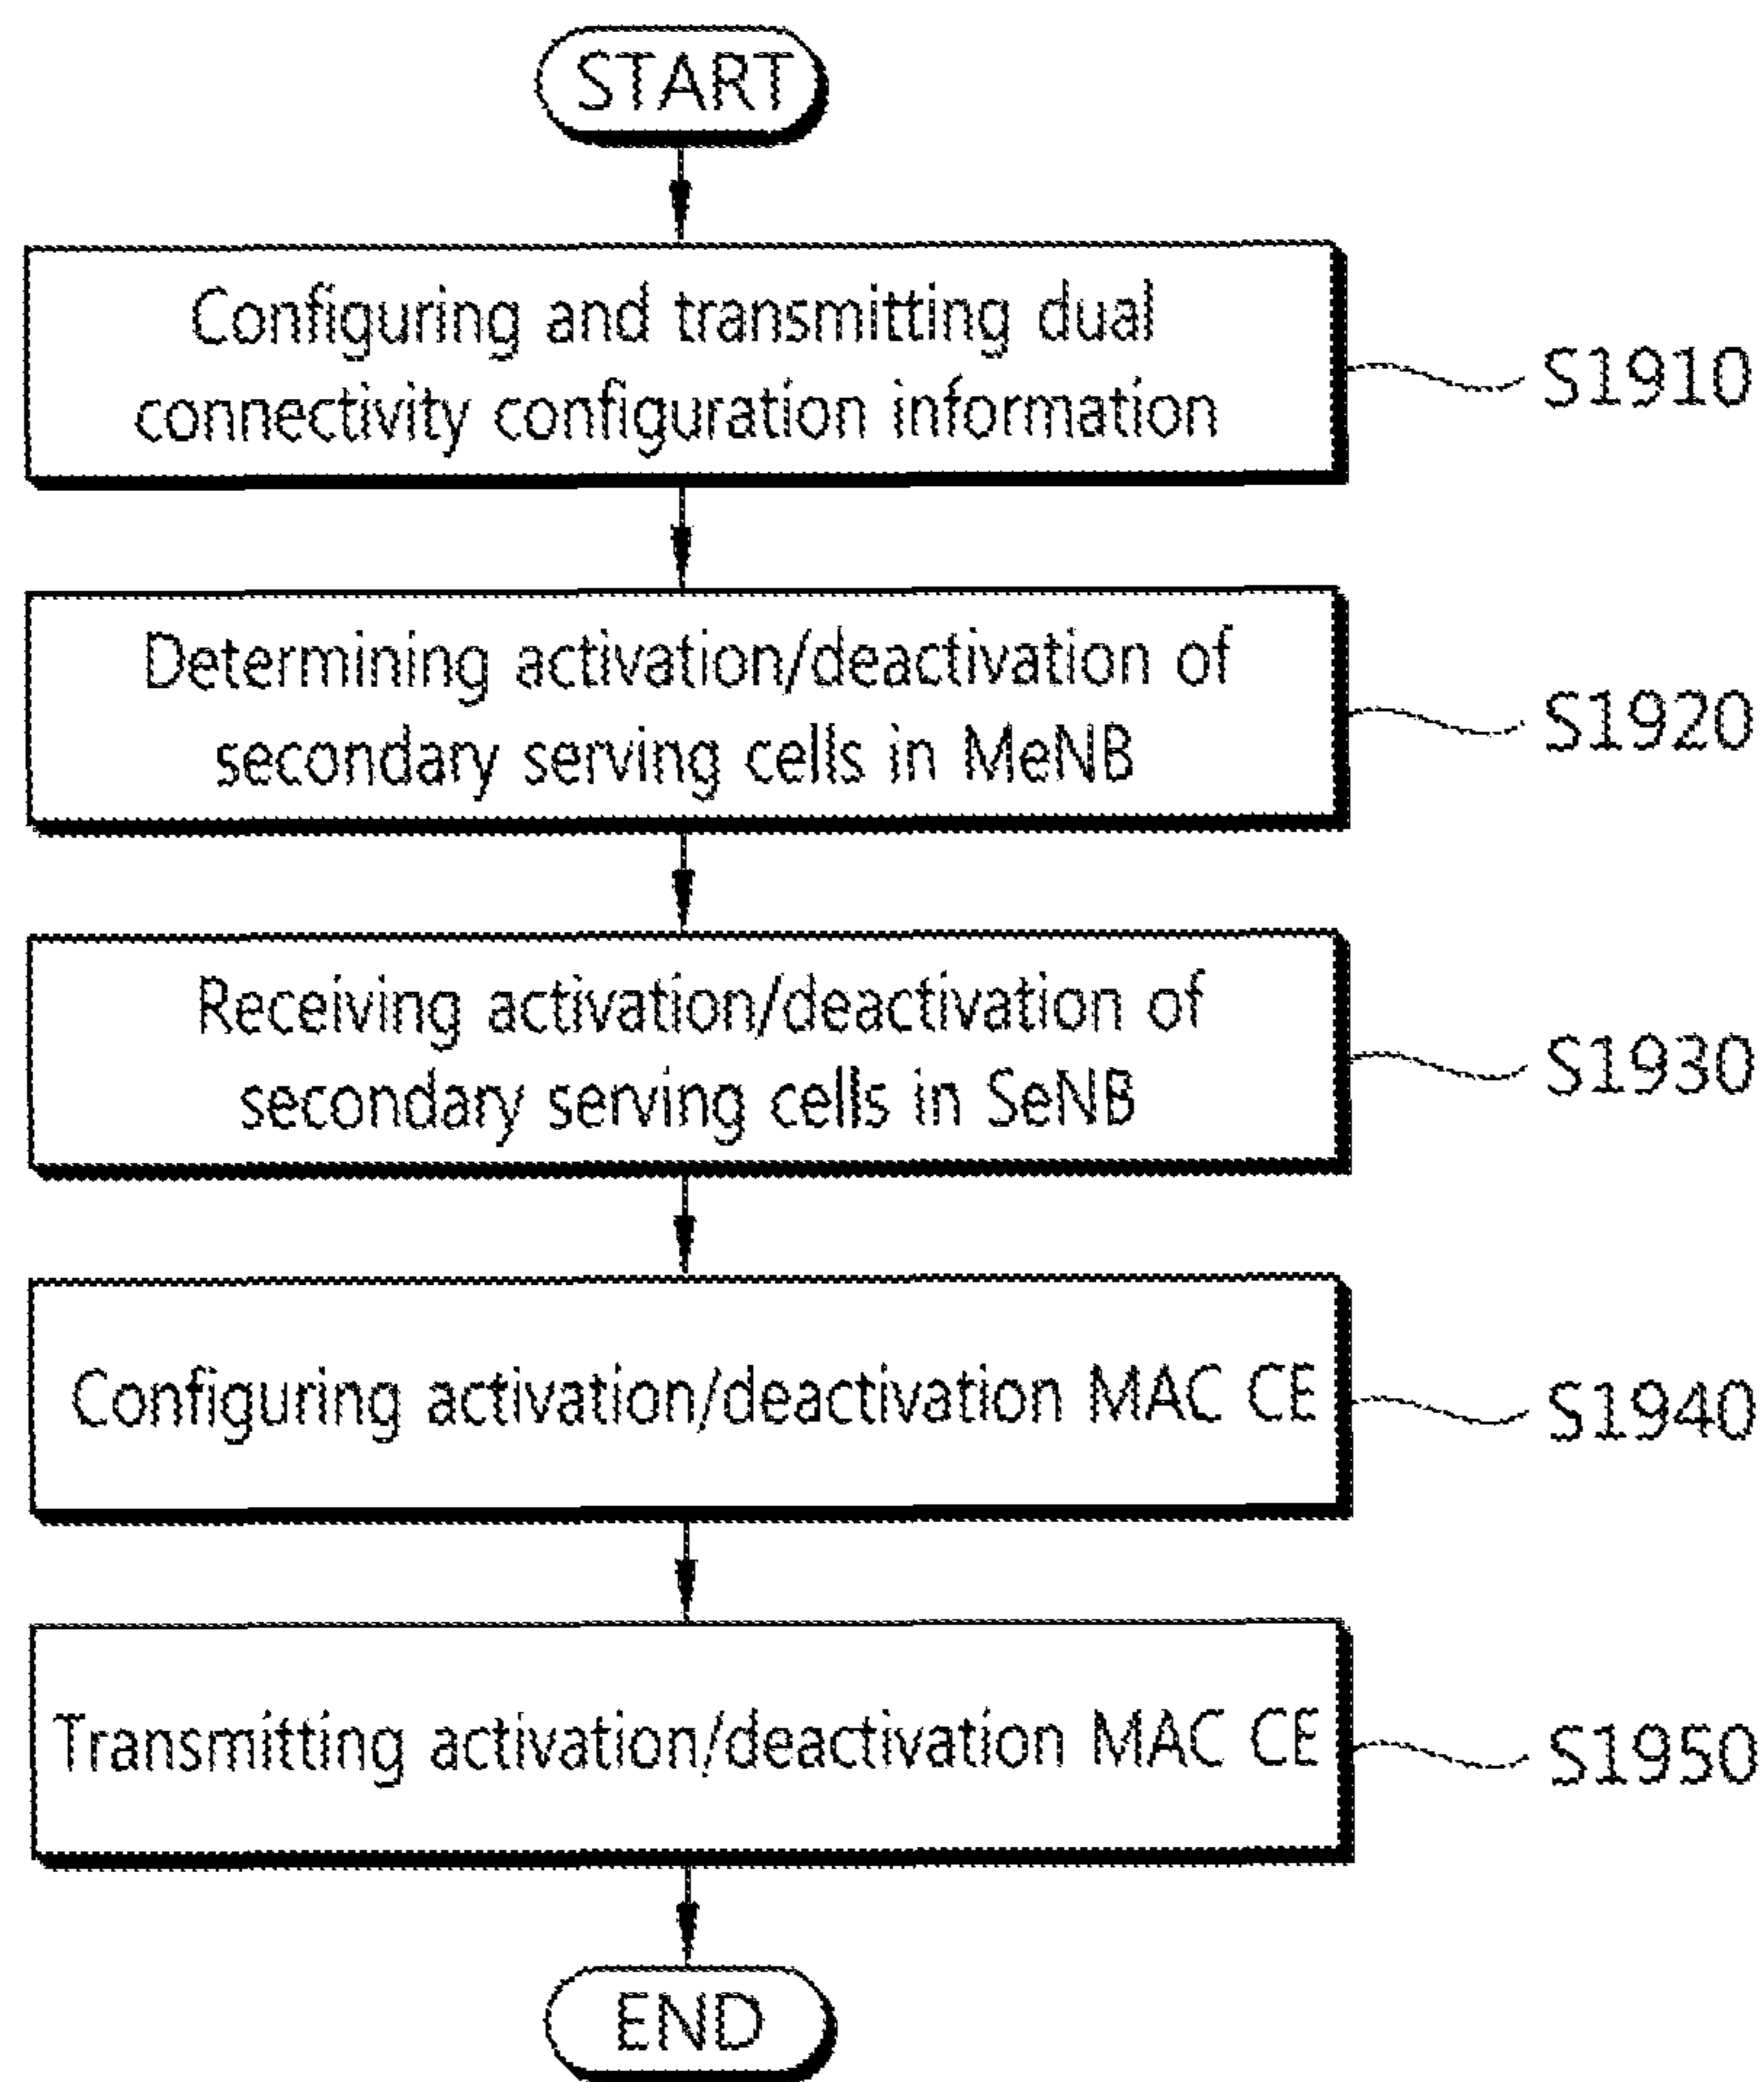 START
Configuring and transmitting dual
connectivity configuration information
S1910
Determining activation/deactivation of
secondary serving cells in MeNB
S1920
Receiving activation/deactivation of
secondary serving cells in SeNB
S1930
Configuring activation/deactivation MAC CE
S1940
Transmitting activation/deactivation MAC CE
S1950
END